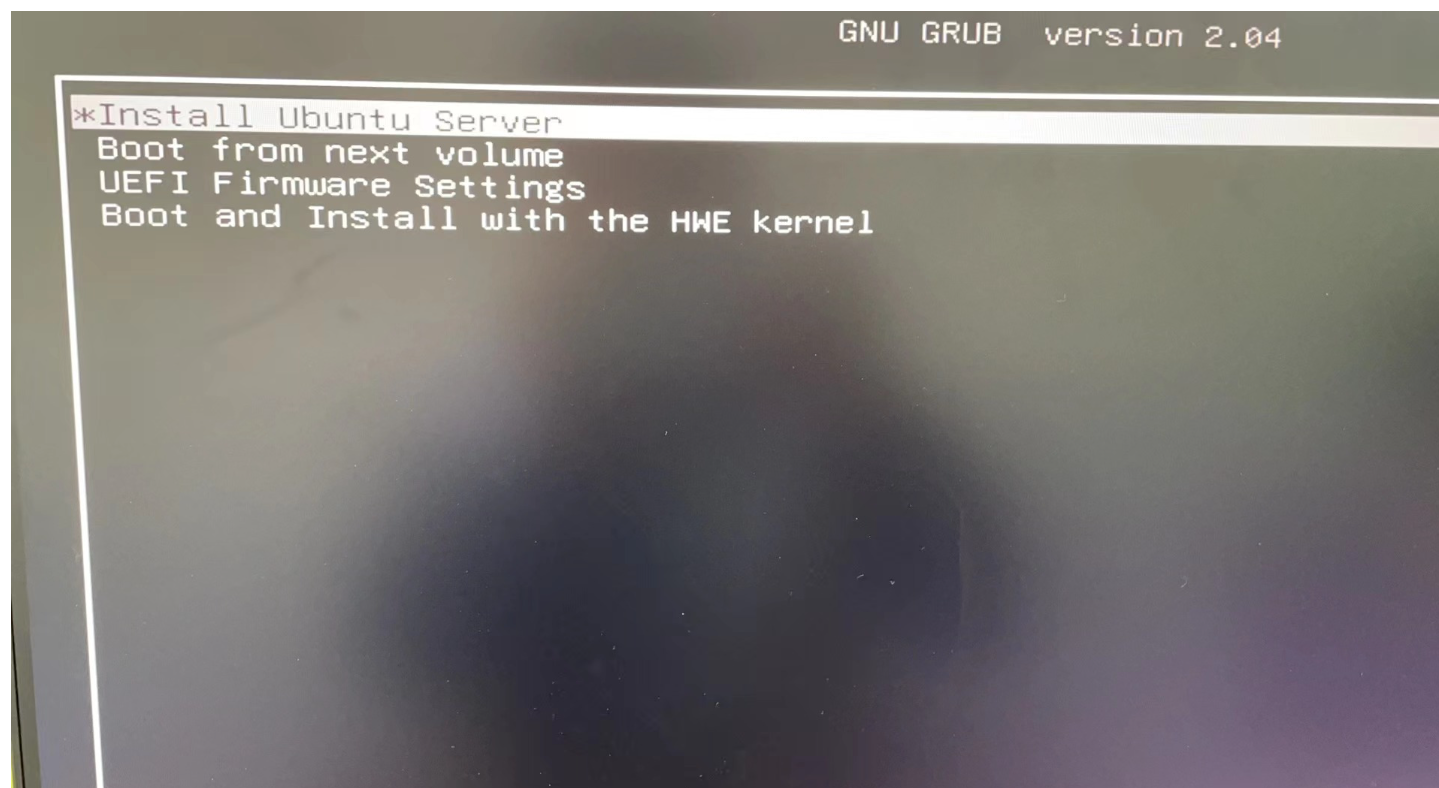 GNU GRUB version 2.04
*Install Ubuntu Server
Boot from next volume
UEFI Firmware Settings
Boot and Install with the HWE kernel